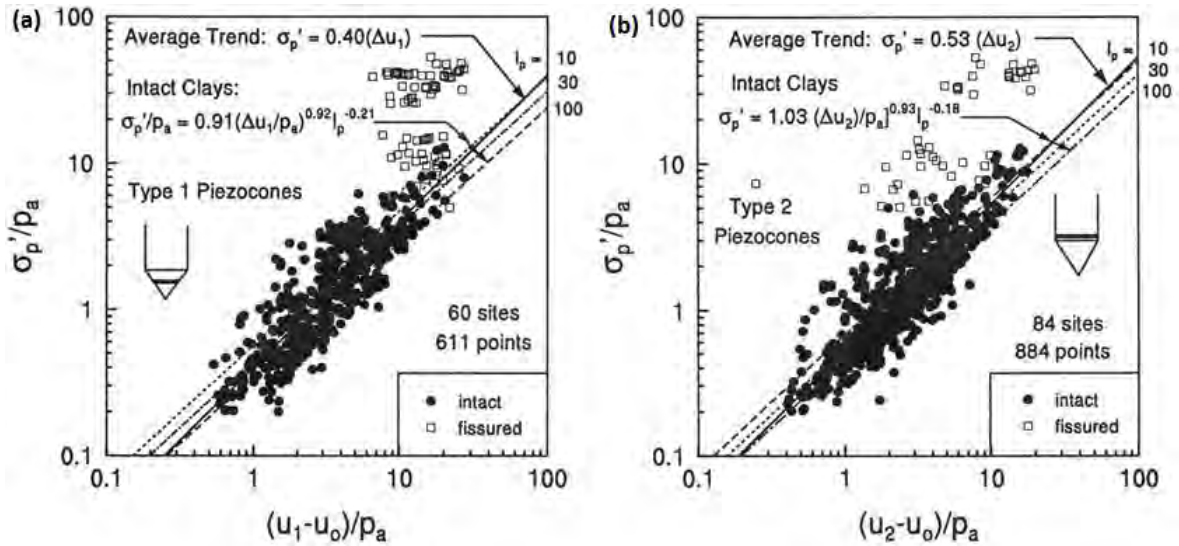 (a)
100
10
1
0.1
σp'/pa
Average Trend: σp' = 0.40(Δu1)
Ip = 10
30
100
Intact Clays:
σp'/pa = 0.91(Δu1/pa)^0.92 Ip^-0.21
Type 1 Piezocones
60 sites
611 points
intact
fissured
0.1
1
10
100
(u1-uo)/pa
(b)
100
10
1
0.1
σp'/pa
Average Trend: σp' = 0.53 (Δu2)
Ip = 10
30
100
Intact Clays
σp' = 1.03 (Δu2)/pa]^0.93 Ip^-0.18
Type 2
Piezocones
84 sites
884 points
intact
fissured
0.1
1
10
100
(u2-uo)/pa